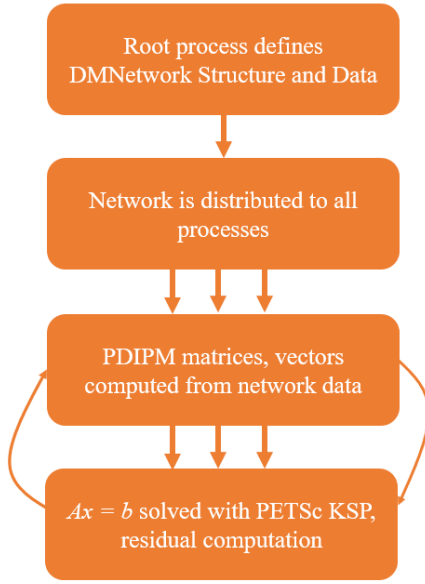 Root process defines
DMNetwork Structure and Data
Network is distributed to all
processes
PDIPM matrices, vectors
computed from network data
Ax = b solved with PETSc KSP,
residual computation